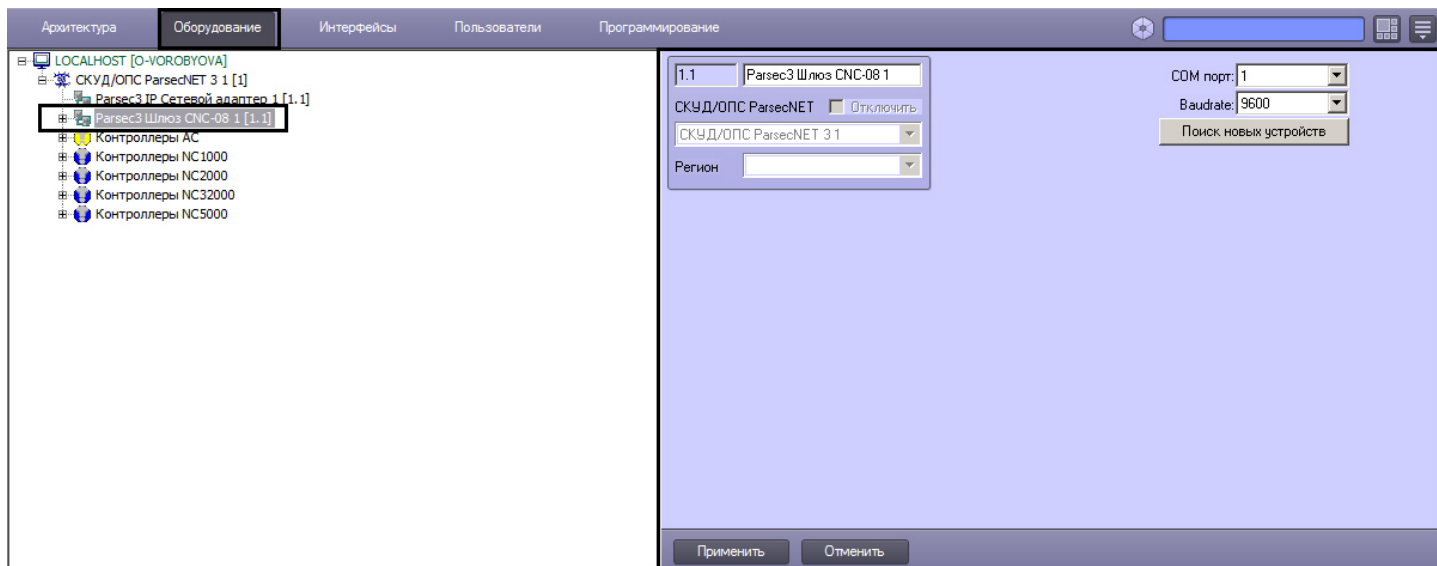 Архитектура Оборудование Интерфейсы Пользователи Программирование
LOCALHOST [O-VOROBYOVA]
СКУД/ОПС ParsecNET 3 1 [1]
Parsec3 IP Сетевой адаптер 1 [1.1]
Parsec3 Шлюз CNC-08 1 [1.1]
Контроллеры AC
Контроллеры NC1000
Контроллеры NC2000
Контроллеры NC32000
Контроллеры NC5000
1.1 Parsec3 Шлюз CNC-08 1
СКУД/ОПС ParsecNET Отключить
СКУД/ОПС ParsecNET 3 1
Регион
COM порт: 1
Baudrate: 9600
Поиск новых устройств
Применить Отменить